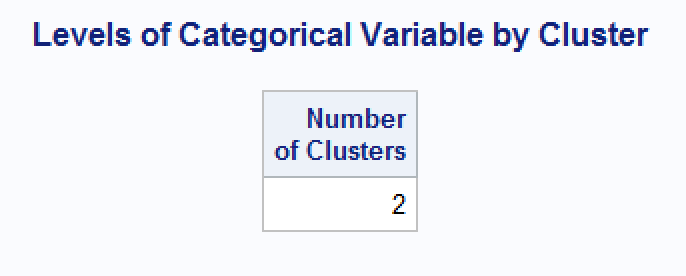 Levels of Categorical Variable by Cluster
Number
of Clusters
2